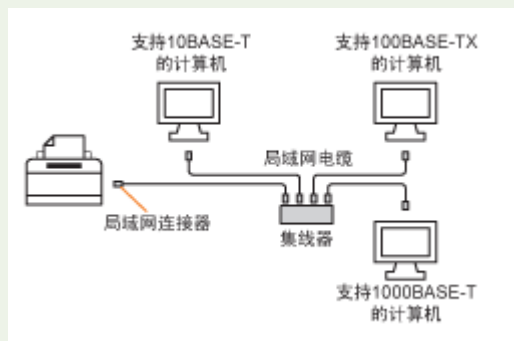 支持10BASE-T
的计算机
支持100BASE-TX
的计算机
局域网电缆
局域网连接器
集线器
支持1000BASE-T
的计算机